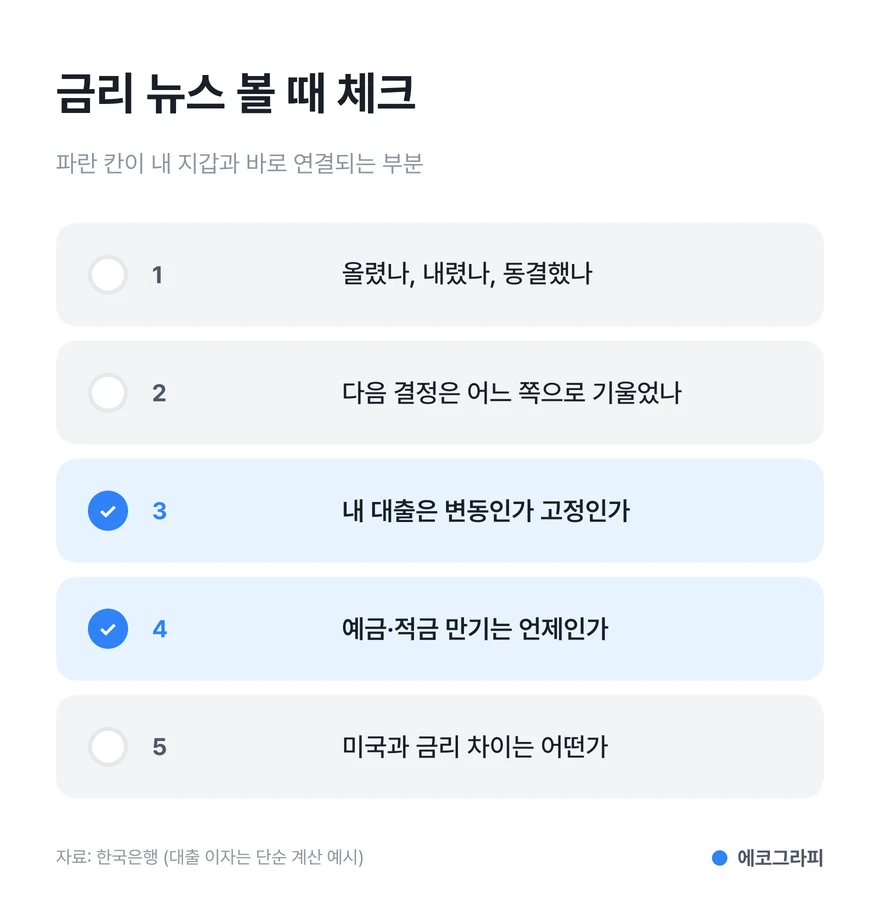 금리 뉴스 볼 때 체크
파란 칸이 내 지갑과 바로 연결되는 부분
1 올렸나, 내렸나, 동결했나
2 다음 결정은 어느 쪽으로 기울었나
3 내 대출은 변동인가 고정인가
4 예금·적금 만기는 언제인가
5 미국과 금리 차이는 어떤가
자료: 한국은행 (대출 이자는 단순 계산 예시)
에코그라피